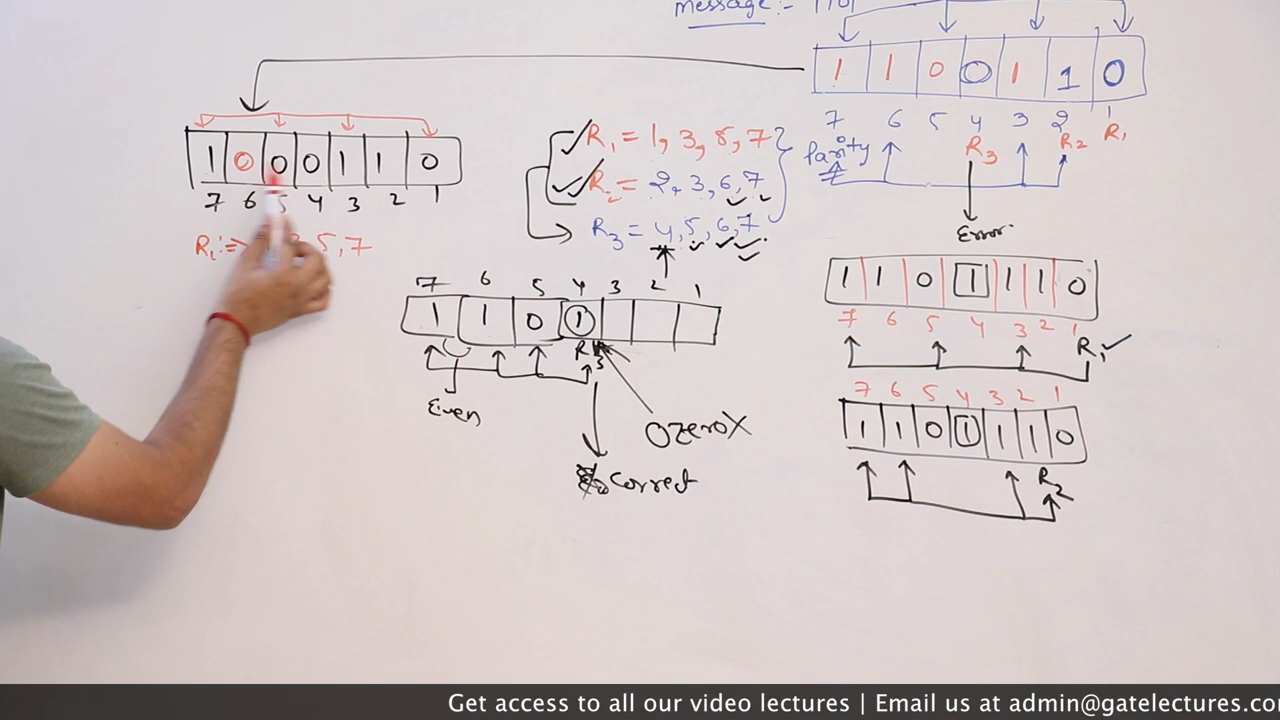 message:- 1101
1 1 0 0 1 1 0
7 6 5 4 3 2 1
Parity
R3 R2 R1
Error
1 0 0 0 1 1 0
7 6 5 4 3 2 1
R1 => 3, 5, 7
R1 = 1, 3, 5, 7
R2 = 2, 3, 6, 7
R3 = 4, 5, 6, 7
7 6 5 4 3 2 1
1 1 0 1
R3
Even
0 zero X
Correct
1 1 0 1 1 1 0
7 6 5 4 3 2 1
R1
7 6 5 4 3 2 1
1 1 0 1 1 1 0
R2
Get access to all our video lectures | Email us at admin@gatelectures.co